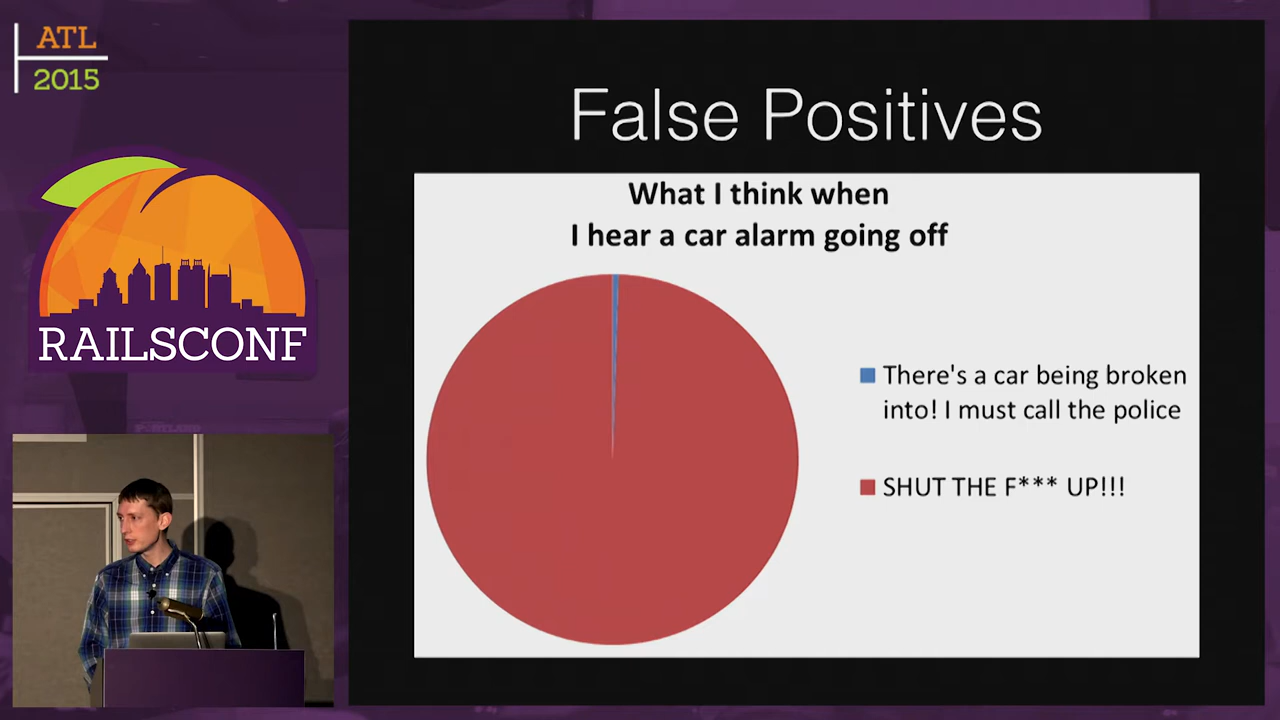 ATL
2015
RAILSCONF
False Positives
What I think when
I hear a car alarm going off
There's a car being broken
into! I must call the police
SHUT THE F*** UP!!!